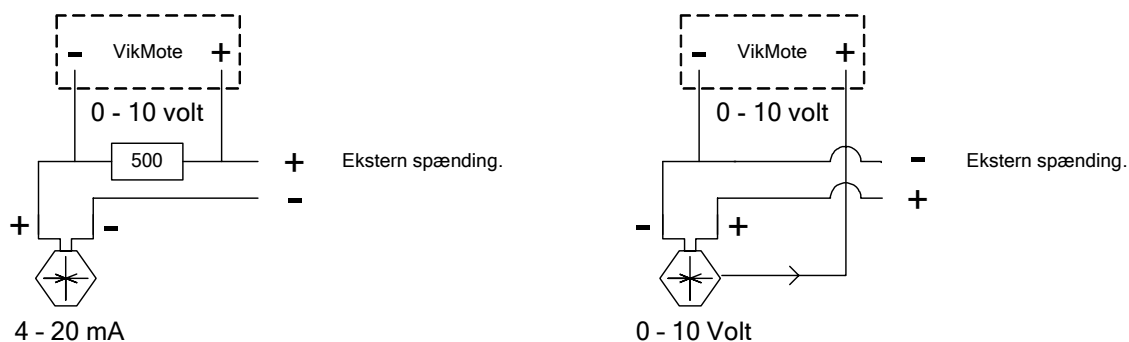 - VikMote +
0 - 10 volt
500
+ Ekstern spænding.
-
+ -
4 - 20 mA
- VikMote +
0 - 10 volt
- Ekstern spænding.
+
- +
0 - 10 Volt